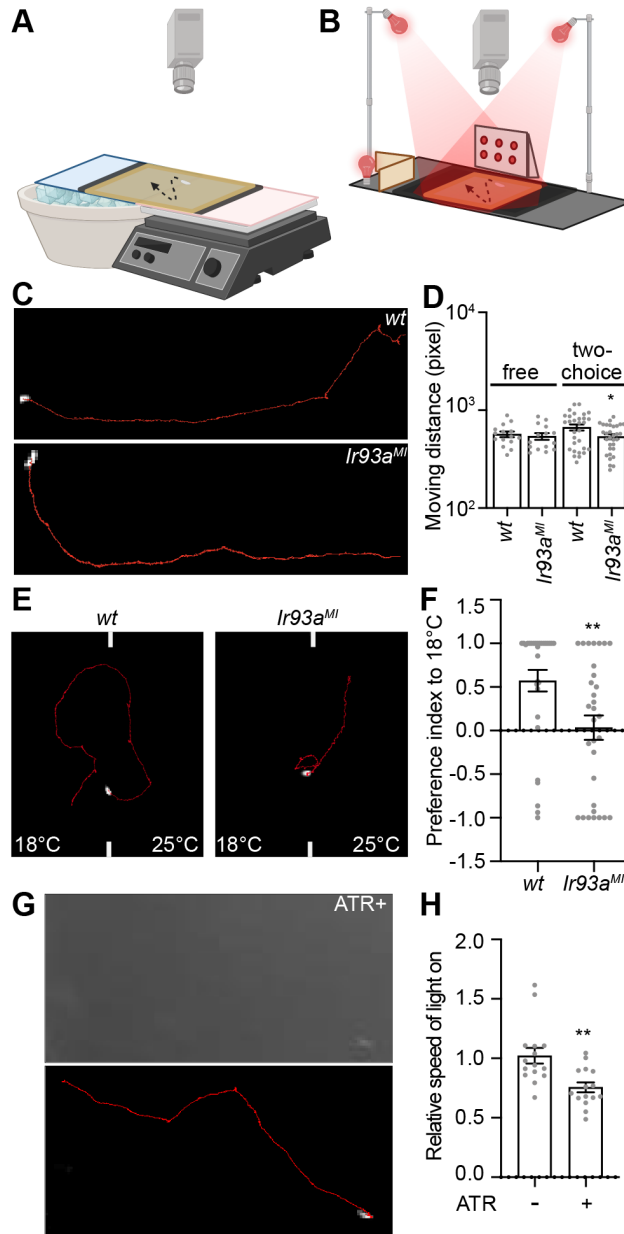 A
B
C
wt
Ir93a^MI
D
Moving distance (pixel)
10^4
10^3
10^2
free
two-
choice
*
wt
Ir93a^MI
wt
Ir93a^MI
E
wt
Ir93a^MI
18°C
25°C
18°C
25°C
F
Preference index to 18°C
1.5
1.0
0.5
0.0
-0.5
-1.0
-1.5
**
wt
Ir93a^MI
G
ATR+
H
Relative speed of light on
2.0
1.5
1.0
0.5
0.0
**
ATR - +